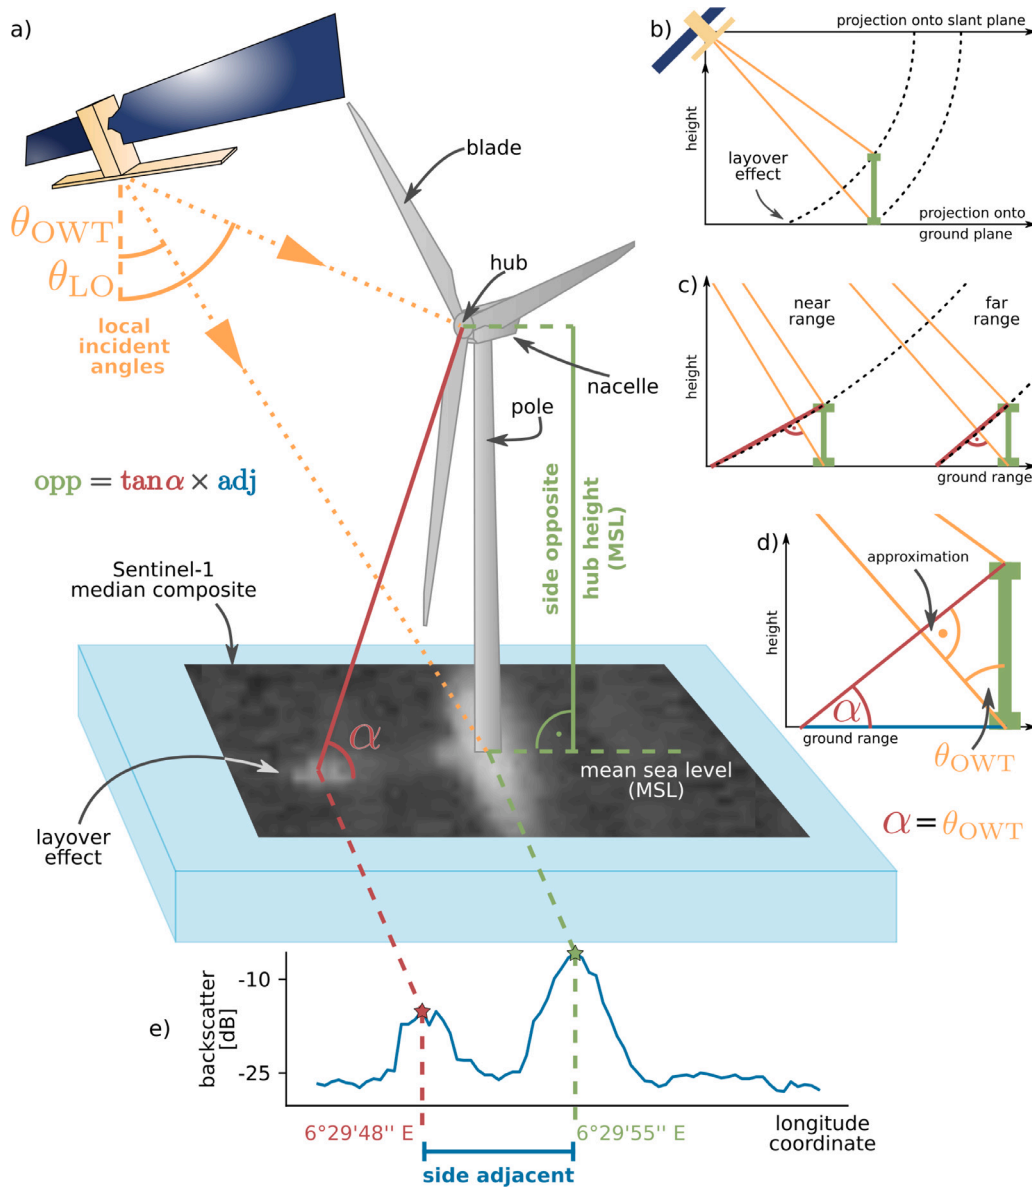 a)
blade
θOWT
θLO
local
incident
angles
hub
nacelle
pole
opp = tanα × adj
side opposite
hub height
(MSL)
Sentinel-1
median composite
α
mean sea level
(MSL)
layover
effect
b)
projection onto slant plane
height
layover
effect
projection onto
ground plane
c)
near
range
far
range
height
ground range
d)
approximation
height
α
ground range
θOWT
α = θOWT
e)
backscatter
[dB]
-10
-25
6°29'48'' E
6°29'55'' E
longitude
coordinate
side adjacent